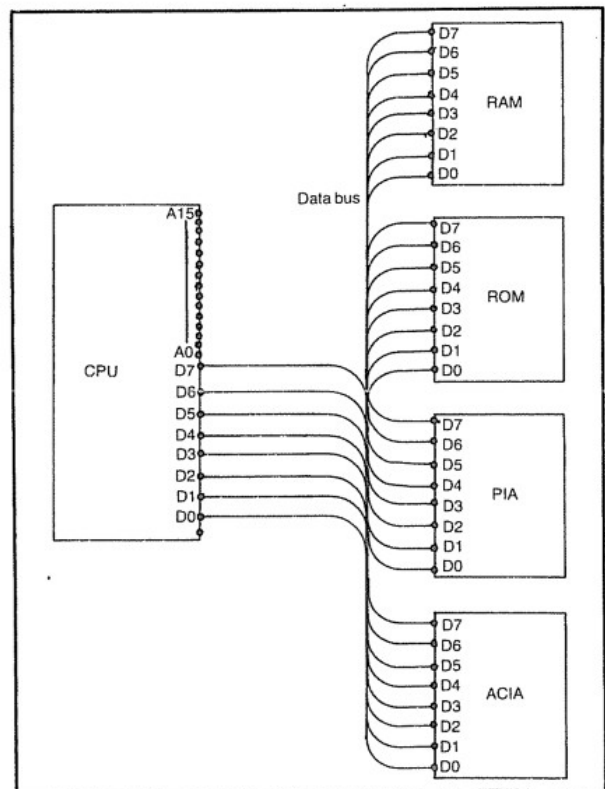 D7
D6
D5
D4
D3
D2
D1
D0
RAM
Data bus
D7
D6
D5
D4
D3
D2
D1
D0
ROM
A15
A0
D7
D6
D5
D4
D3
D2
D1
D0
CPU
D7
D6
D5
D4
D3
D2
D1
D0
PIA
D7
D6
D5
D4
D3
D2
D1
D0
ACIA